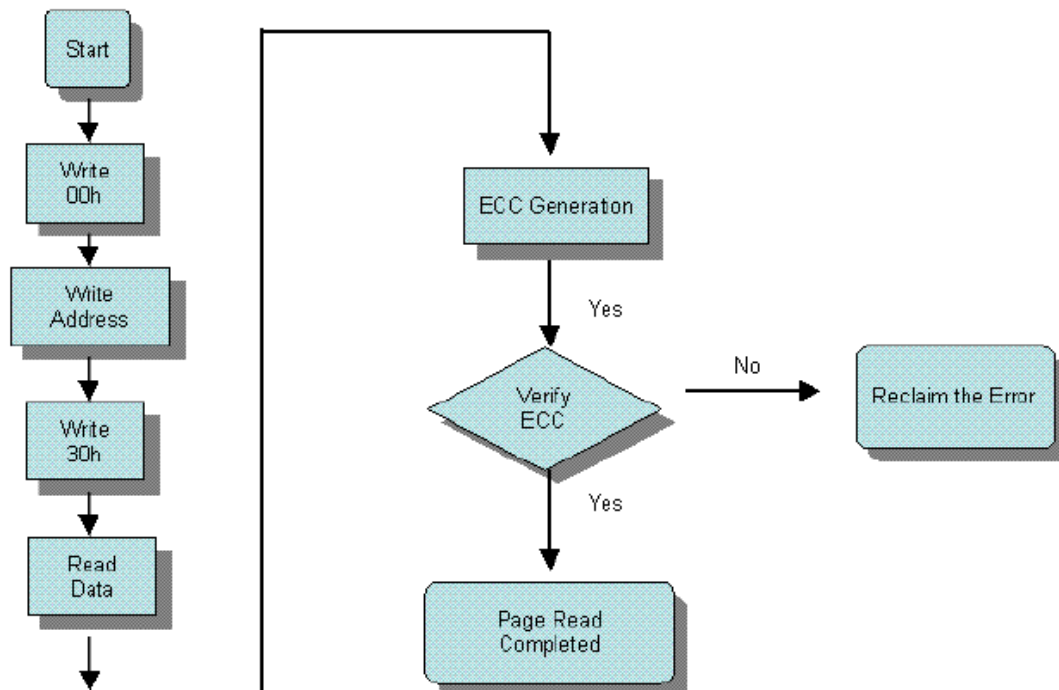 Start
Write
00h
Write
Address
Write
30h
Read
Data
ECC Generation
Yes
Verify
ECC
No
Reclaim the Error
Yes
Page Read
Completed